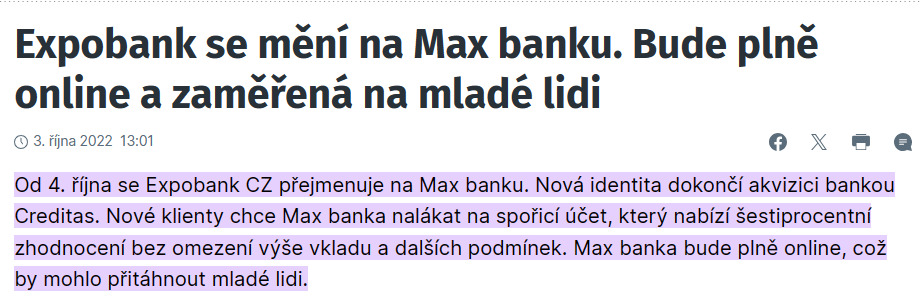 Expobank se mění na Max banku. Bude plně
online a zaměřená na mladé lidi
3. října 2022 13:01
Od 4. října se Expobank CZ přejmenuje na Max banku. Nová identita dokončí akvizici bankou
Creditas. Nové klienty chce Max banka nalákat na spořicí účet, který nabízí šestiprocentní
zhodnocení bez omezení výše vkladu a dalších podmínek. Max banka bude plně online, což
by mohlo přitáhnout mladé lidi.